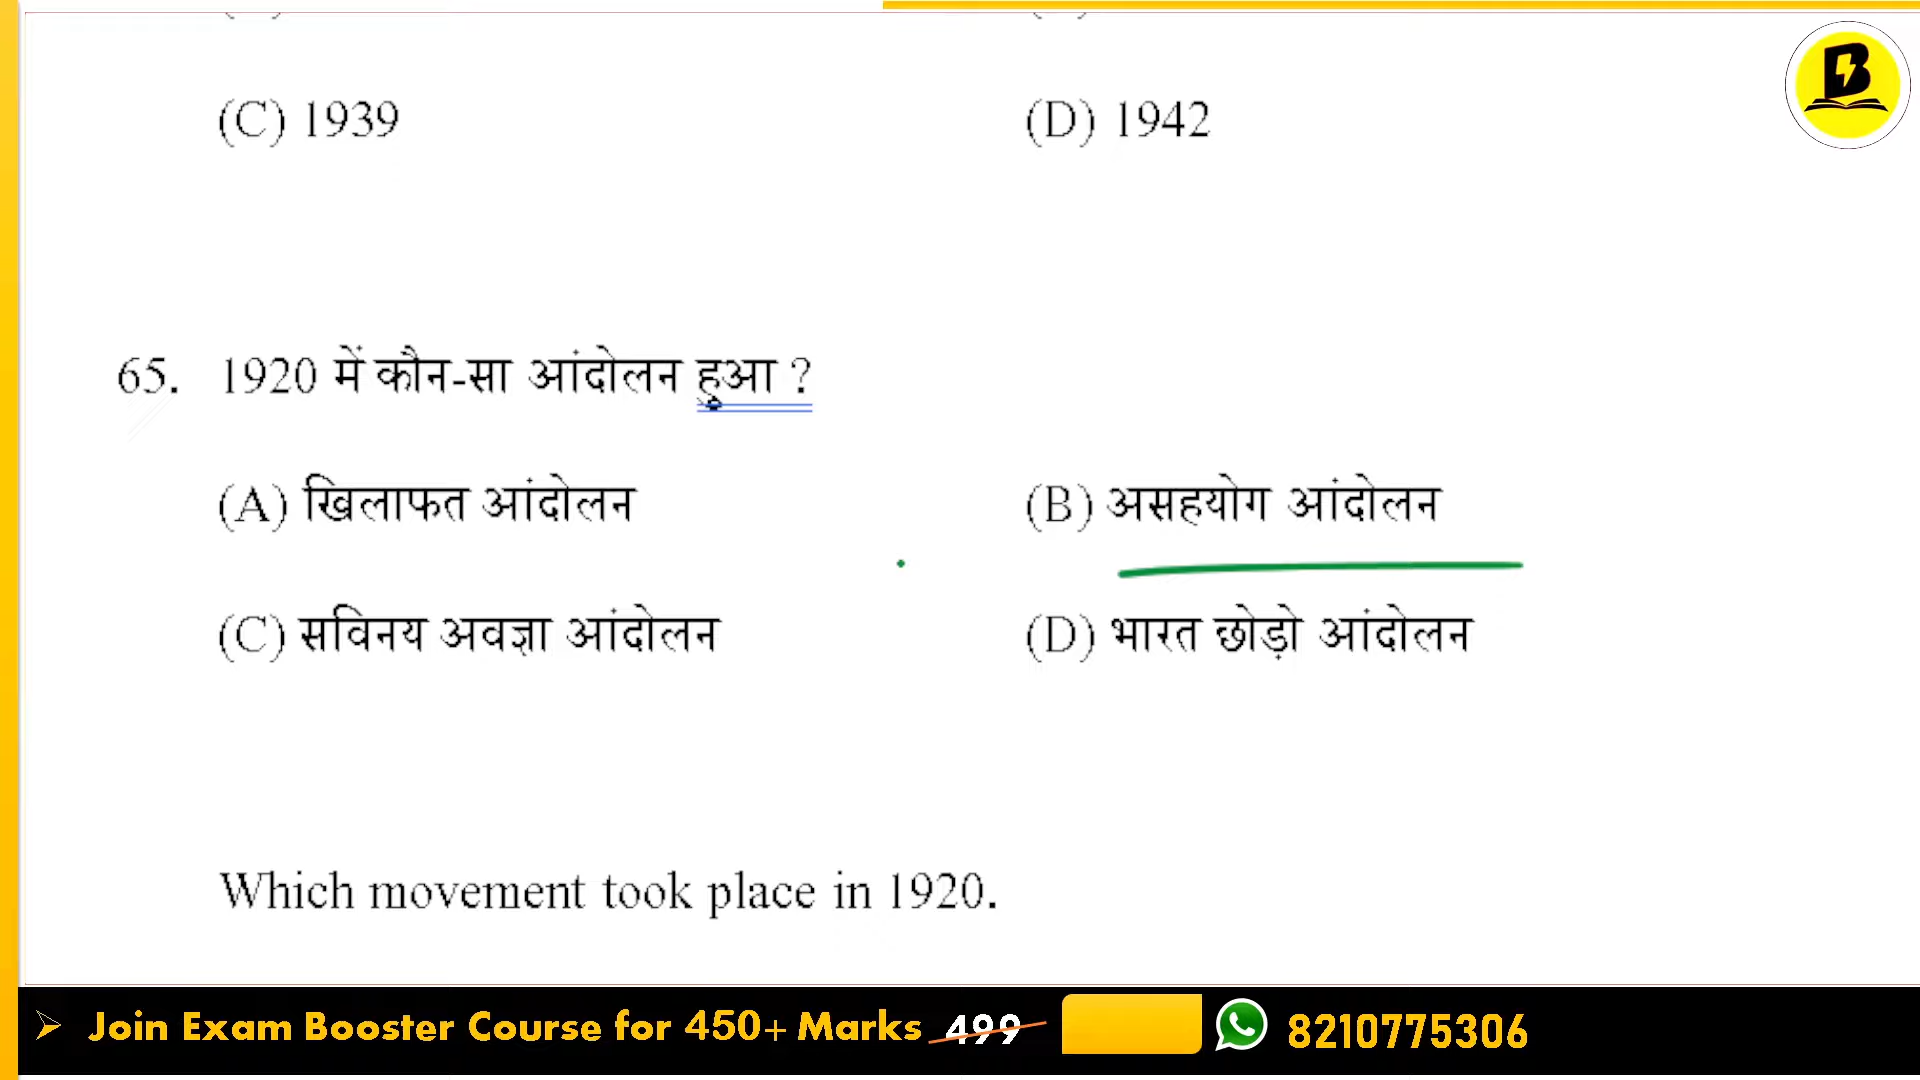 (C) 1939 (D) 1942
65. 1920 में कौन-सा आंदोलन हुआ ?
(A) खिलाफत आंदोलन (B) असहयोग आंदोलन
(C) सविनय अवज्ञा आंदोलन (D) भारत छोड़ो आंदोलन
Which movement took place in 1920.
Join Exam Booster Course for 450+ Marks 499 8210775306